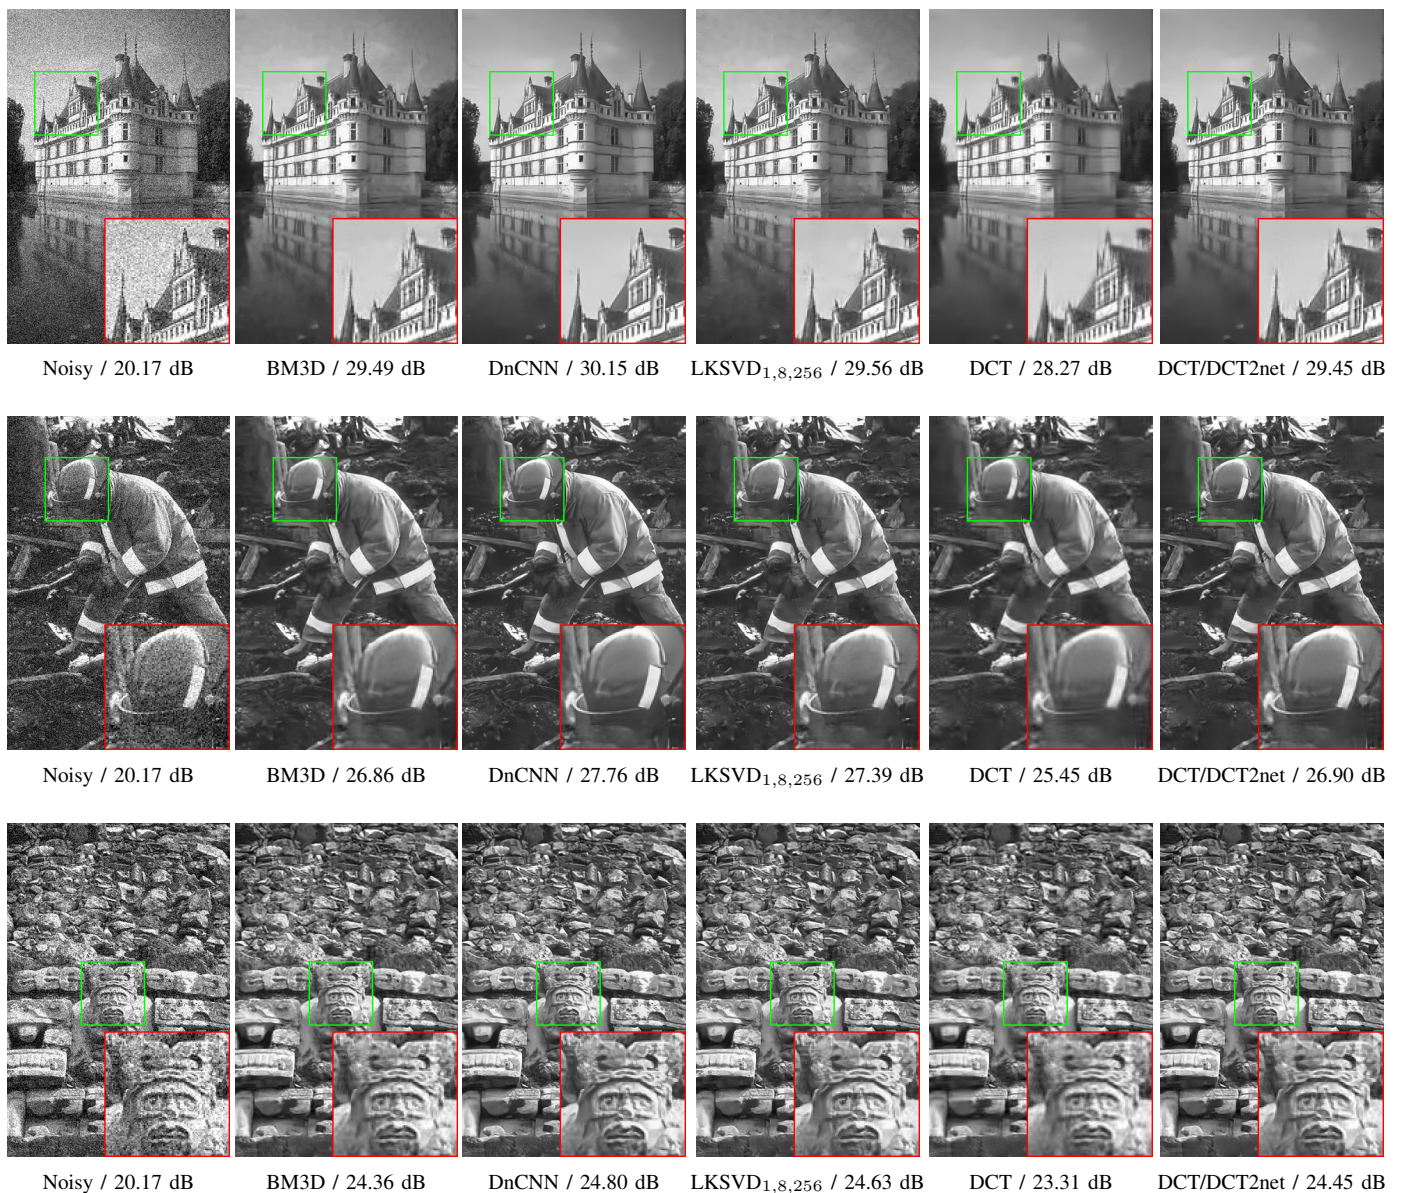 Noisy / 20.17 dB BM3D / 29.49 dB DnCNN / 30.15 dB LKSVD1,8,256 / 29.56 dB DCT / 28.27 dB DCT/DCT2net / 29.45 dB
Noisy / 20.17 dB BM3D / 26.86 dB DnCNN / 27.76 dB LKSVD1,8,256 / 27.39 dB DCT / 25.45 dB DCT/DCT2net / 26.90 dB
Noisy / 20.17 dB BM3D / 24.36 dB DnCNN / 24.80 dB LKSVD1,8,256 / 24.63 dB DCT / 23.31 dB DCT/DCT2net / 24.45 dB